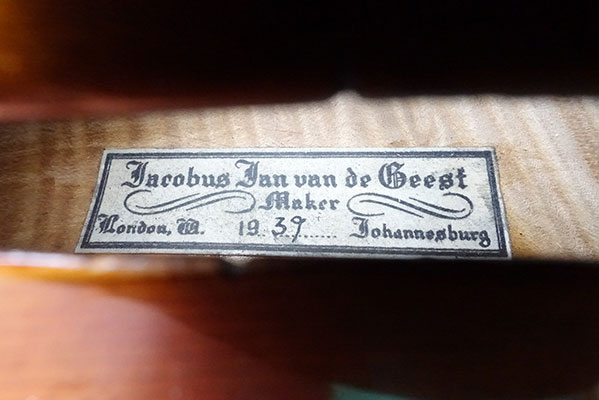 Jacobus Jan van de Geest
Maker
London, W. 1939 .......... Johannesburg